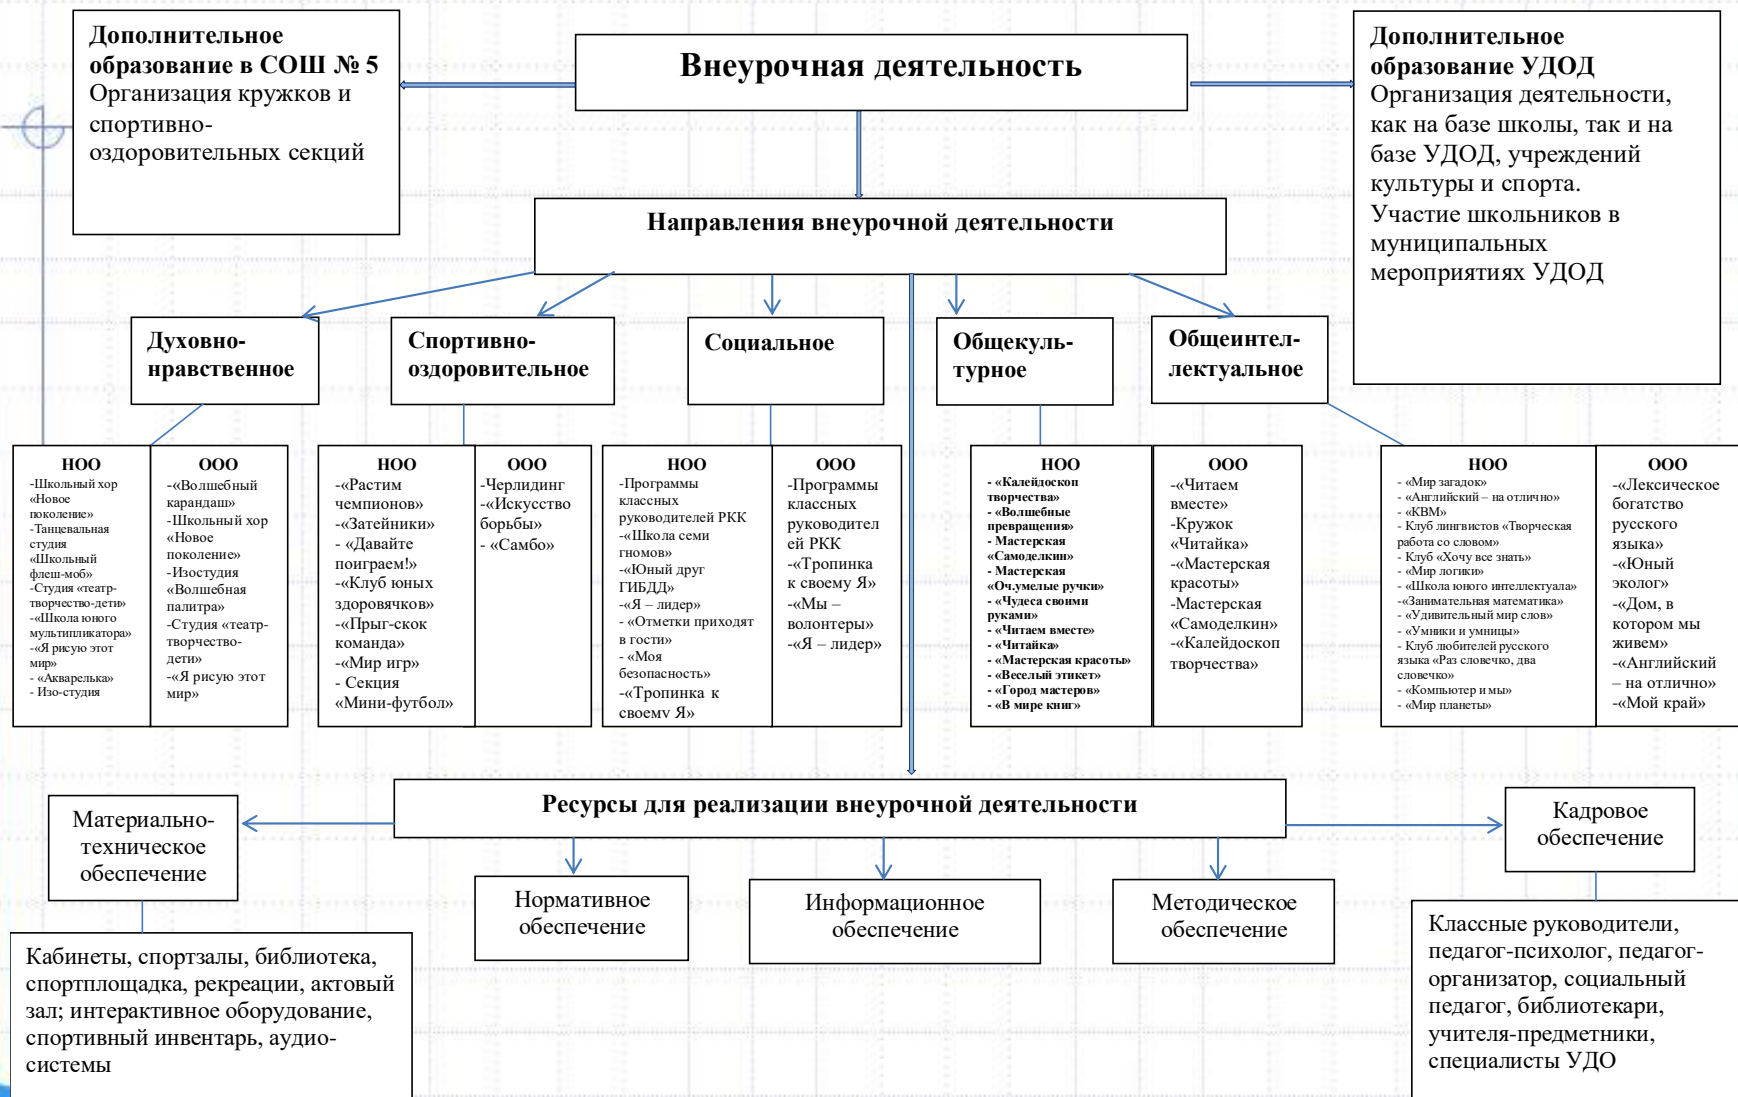 Дополнительное
образование в СОШ № 5
Организация кружков и
спортивно-
оздоровительных секций
Внеурочная деятельность
Дополнительное
образование УДОД
Организация деятельности,
как на базе школы, так и на
базе УДОД, учреждений
культуры и спорта.
Участие школьников в
муниципальных
мероприятиях УДОД
Направления внеурочной деятельности
Духовно-
нравственное
Спортивно-
оздоровительное
Социальное
Общекуль-
турное
Общеинтел-
лектуальное
НОО
-Школьный хор
«Новое
поколение»
-Танцевальная
студия
«Школьный
флеш-моб»
-Студия «театр-
творчество-дети»
-«Школа юного
мультипликатора»
-«Я рисую этот
мир»
- «Акварелька»
- Изо-студия
ООО
-«Волшебный
карандаш»
-Школьный хор
«Новое
поколение»
-Изостудия
«Волшебная
палитра»
-Студия «театр-
творчество-
дети»
-«Я рисую этот
мир»
НОО
-«Растим
чемпионов»
-«Затейники»
- «Давайте
поиграем!»
-«Клуб юных
здоровячков»
-«Прыг-скок
команда»
-«Мир игр»
- Секция
«Мини-футбол»
ООО
-Черлидинг
-«Искусство
борьбы»
- «Самбо»
НОО
-Программы
классных
руководителей РКК
-«Школа семи
гномов»
-«Юный друг
ГИБДД»
-«Я – лидер»
- «Отметки приходят
в гости»
- «Моя
безопасность»
-«Тропинка к
своему Я»
ООО
-Программы
классных
руководител
ей РКК
-«Тропинка
к своему Я»
-«Мы –
волонтеры»
-«Я – лидер»
НОО
- «Калейдоскоп
творчества»
- «Волшебные
превращения»
- Мастерская
«Самоделкин»
- Мастерская
«Оч.умелые ручки»
- «Чудеса своими
руками»
- «Читаем вместе»
- «Читайка»
- «Мастерская красоты»
- «Веселый этикет»
- «Город мастеров»
- «В мире книг»
ООО
-«Читаем
вместе»
-Кружок
«Читайка»
-«Мастерская
красоты»
-Мастерская
«Самоделкин»
-«Калейдоскоп
творчества»
НОО
- «Мир загадок»
- «Английский – на отлично»
- «КВМ»
- Клуб лингвистов «Творческая
работа со словом»
- Клуб «Хочу все знать»
- «Мир логики»
- «Школа юного интеллектуала»
-«Занимательная математика»
- «Удивительный мир слов»
- «Умники и умницы»
- Клуб любителей русского
языка «Раз словечко, два
словечко»
- «Компьютер и мы»
- «Мир планеты»
ООО
-«Лексическое
богатство
русского
языка»
-«Юный
эколог»
-«Дом, в
котором мы
живем»
-«Английский
– на отлично»
-«Мой край»
Ресурсы для реализации внеурочной деятельности
Материально-
техническое
обеспечение
Кадровое
обеспечение
Нормативное
обеспечение
Информационное
обеспечение
Методическое
обеспечение
Кабинеты, спортзалы, библиотека,
спортплощадка, рекреации, актовый
зал; интерактивное оборудование,
спортивный инвентарь, аудио-
системы
Классные руководители,
педагог-психолог, педагог-
организатор, социальный
педагог, библиотекари,
учителя-предметники,
специалисты УДО